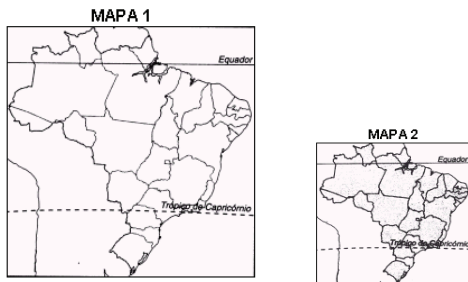 MAPA 1
Equador
Trópico de Capricórnio
MAPA 2
Equador
Trópico de Capricórnio